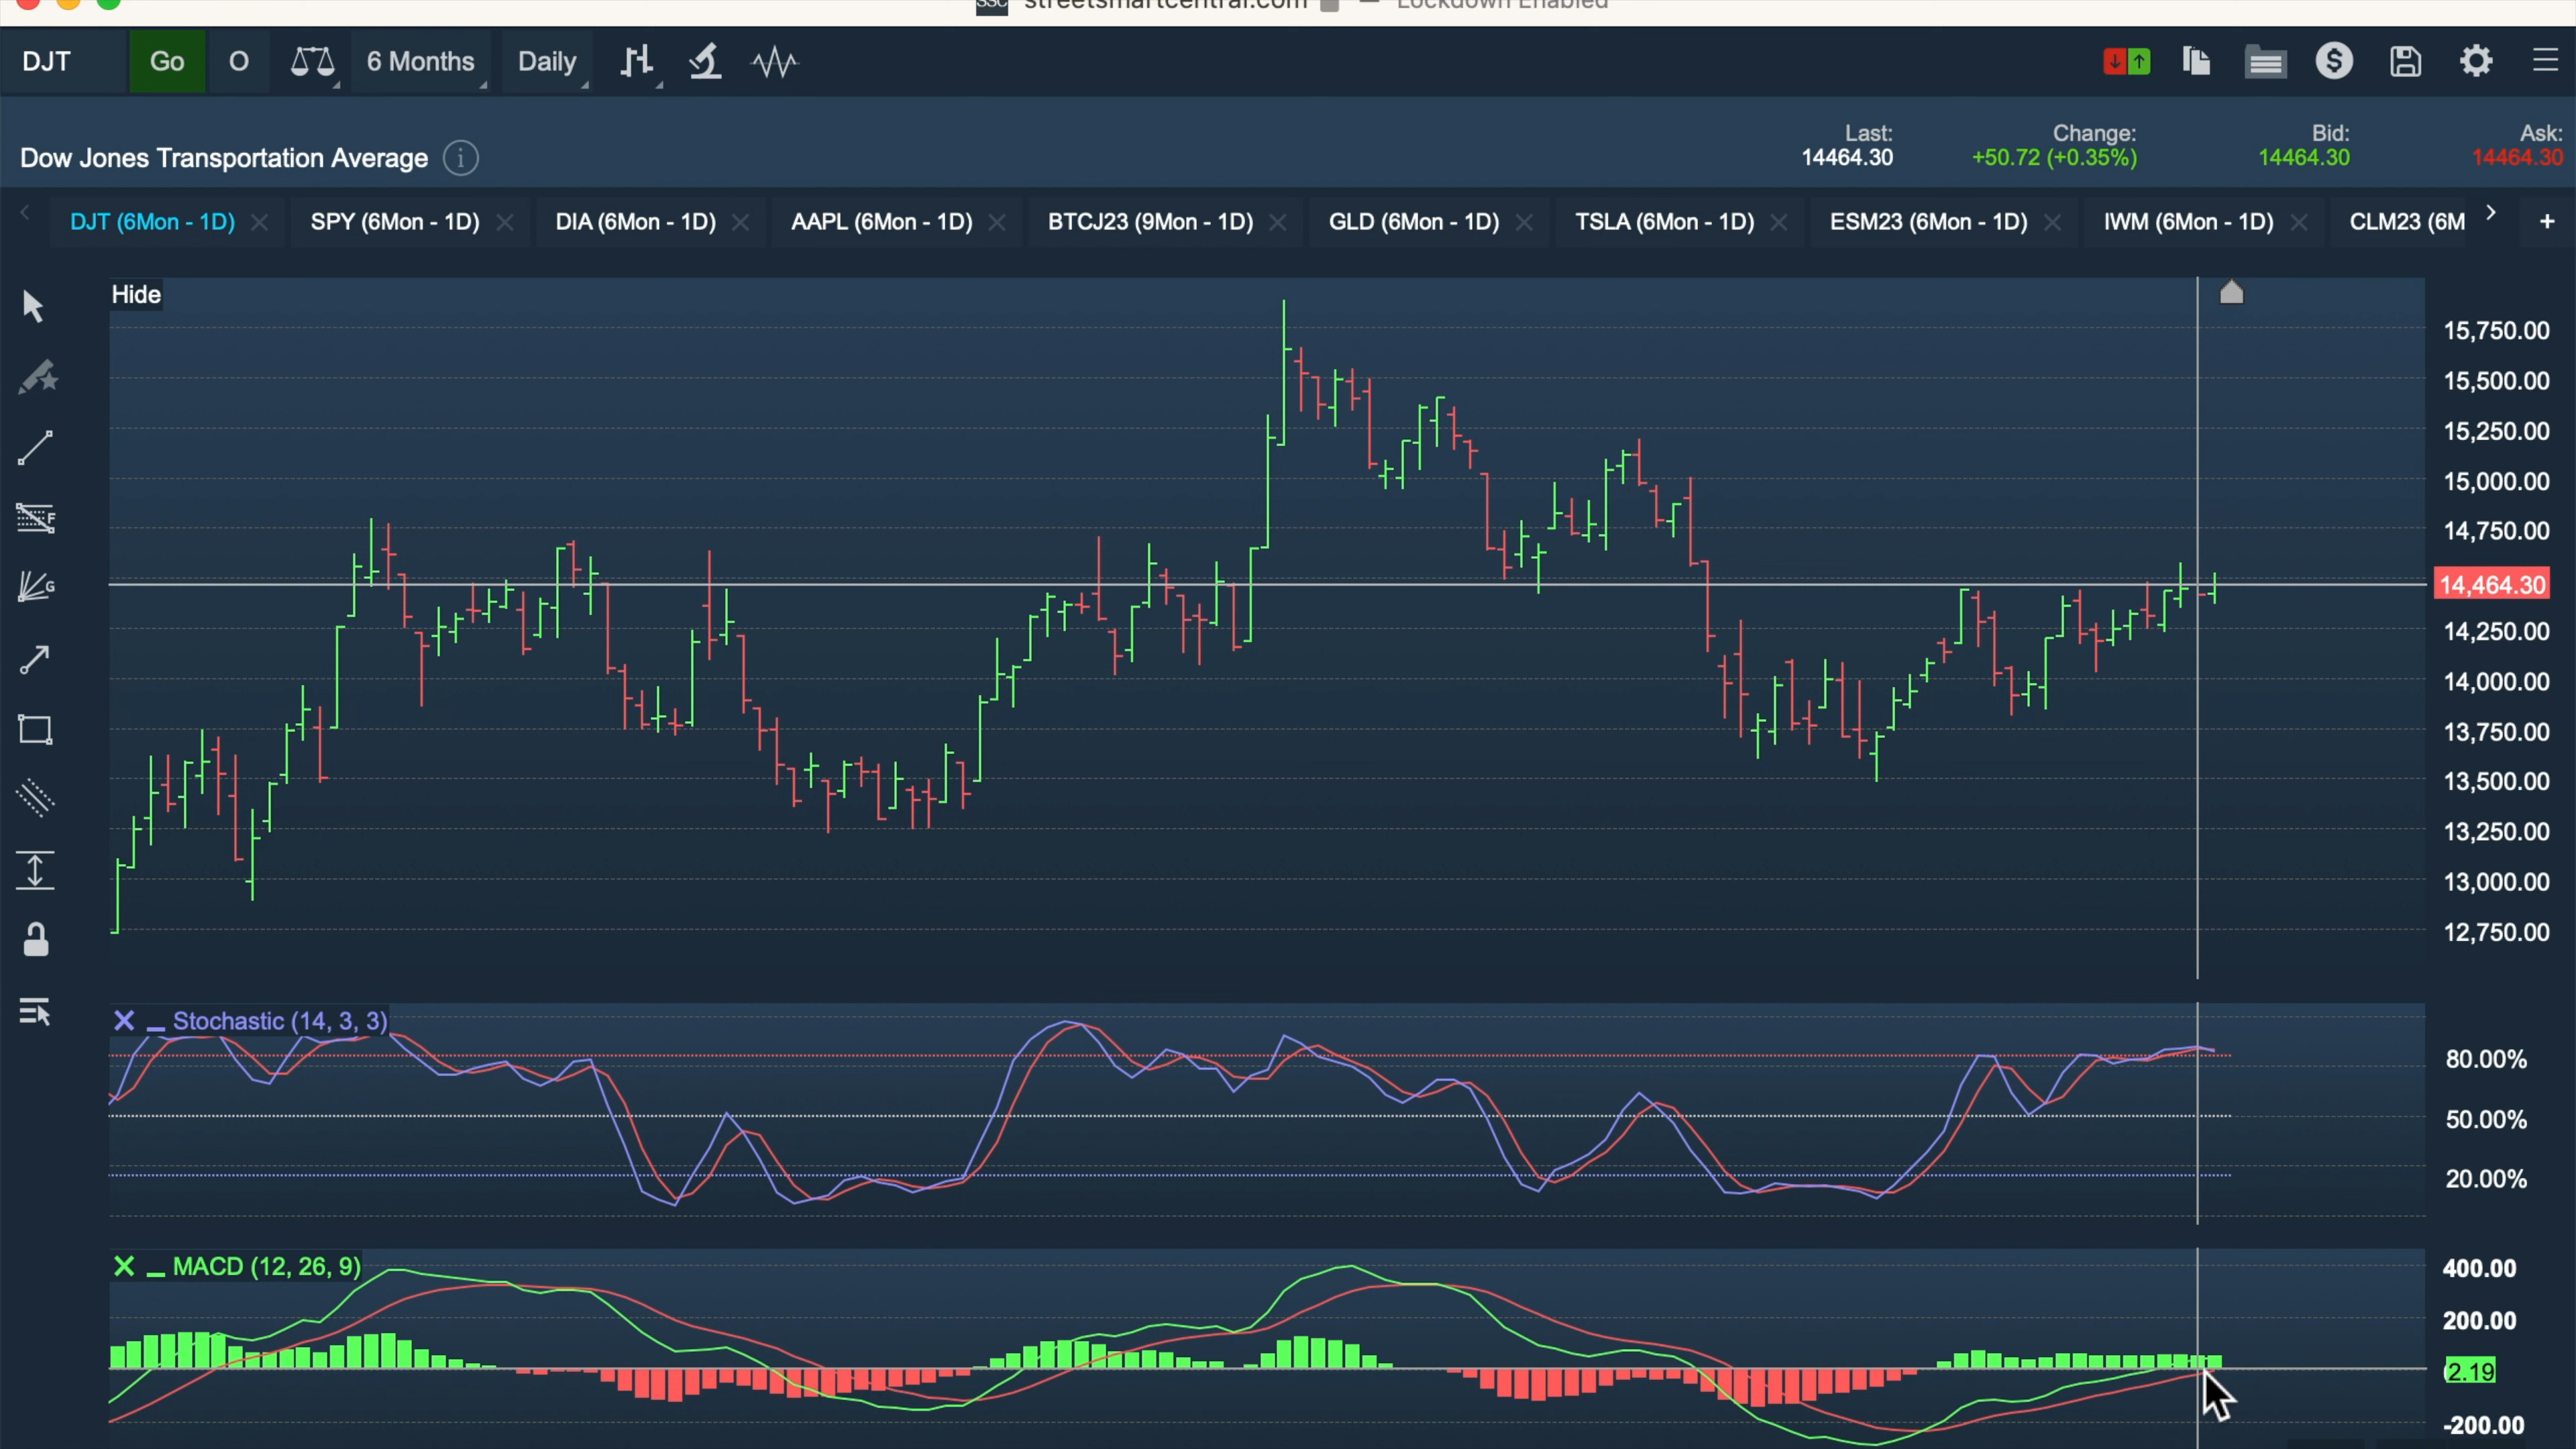 SSC streetsmartcentral.com — Lockdown Enabled
DJT Go O 6 Months Daily
Last: Change: Bid: Ask:
Dow Jones Transportation Average i 14464.30 +50.72 (+0.35%) 14464.30 14464.30
DJT (6Mon - 1D) SPY (6Mon - 1D) DIA (6Mon - 1D) AAPL (6Mon - 1D) BTCJ23 (9Mon - 1D) GLD (6Mon - 1D) TSLA (6Mon - 1D) ESM23 (6Mon - 1D) IWM (6Mon - 1D) CLM23 (6M +
Hide
15,750.00
15,500.00
15,250.00
15,000.00
14,750.00
14,464.30
14,250.00
14,000.00
13,750.00
13,500.00
13,250.00
13,000.00
12,750.00
Stochastic (14, 3, 3)
80.00%
50.00%
20.00%
MACD (12, 26, 9)
400.00
200.00
2.19
-200.00